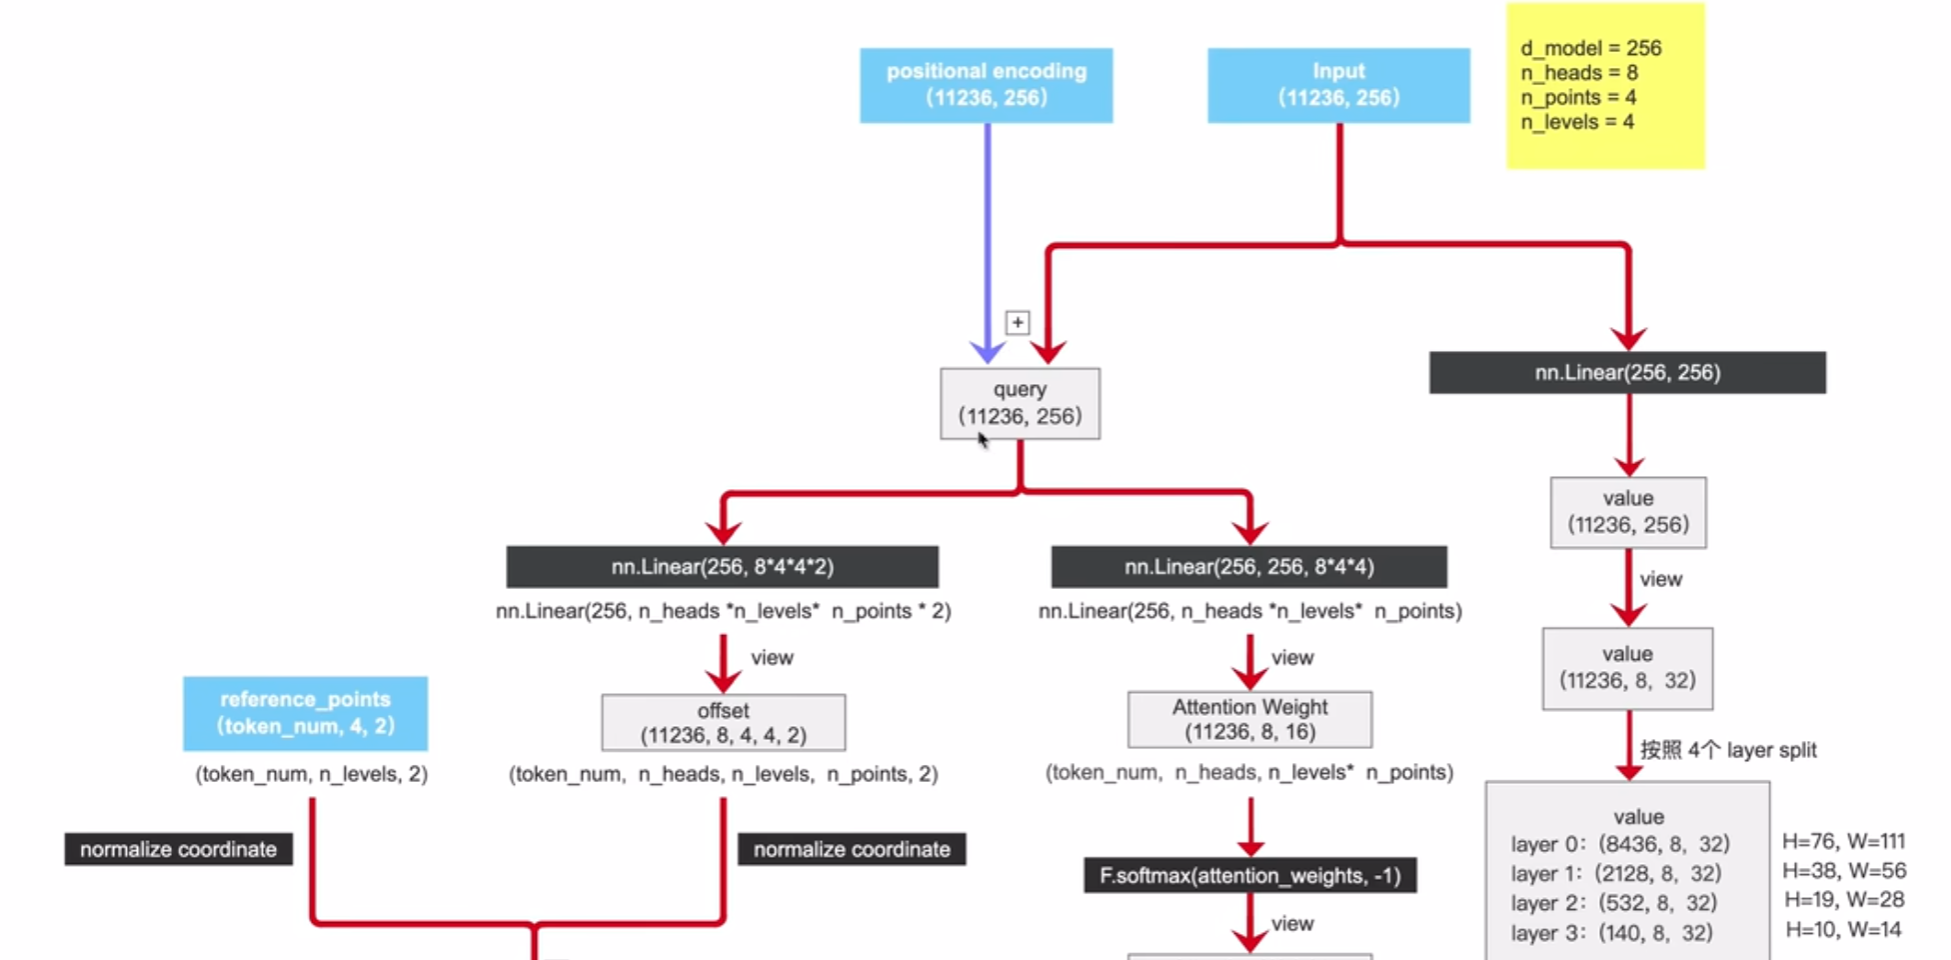 positional encoding
(11236, 256)
Input
(11236, 256)
d_model = 256
n_heads = 8
n_points = 4
n_levels = 4
+
query
(11236, 256)
nn.Linear(256, 256)
value
(11236, 256)
view
nn.Linear(256, 8*4*4*2)
nn.Linear(256, n_heads *n_levels* n_points * 2)
view
nn.Linear(256, 256, 8*4*4)
nn.Linear(256, n_heads *n_levels* n_points)
view
value
(11236, 8, 32)
reference_points
(token_num, 4, 2)
(token_num, n_levels, 2)
offset
(11236, 8, 4, 4, 2)
(token_num, n_heads, n_levels, n_points, 2)
Attention Weight
(11236, 8, 16)
(token_num, n_heads, n_levels* n_points)
按照 4个 layer split
normalize coordinate
normalize coordinate
F.softmax(attention_weights, -1)
view
value
layer 0: (8436, 8, 32) H=76, W=111
layer 1: (2128, 8, 32) H=38, W=56
layer 2: (532, 8, 32) H=19, W=28
layer 3: (140, 8, 32) H=10, W=14